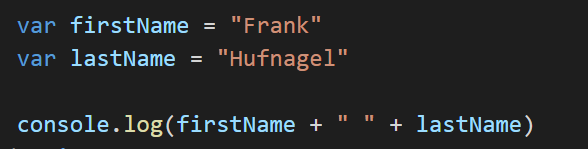 var firstName = "Frank"
var lastName = "Hufnagel"
console.log(firstName + " " + lastName)